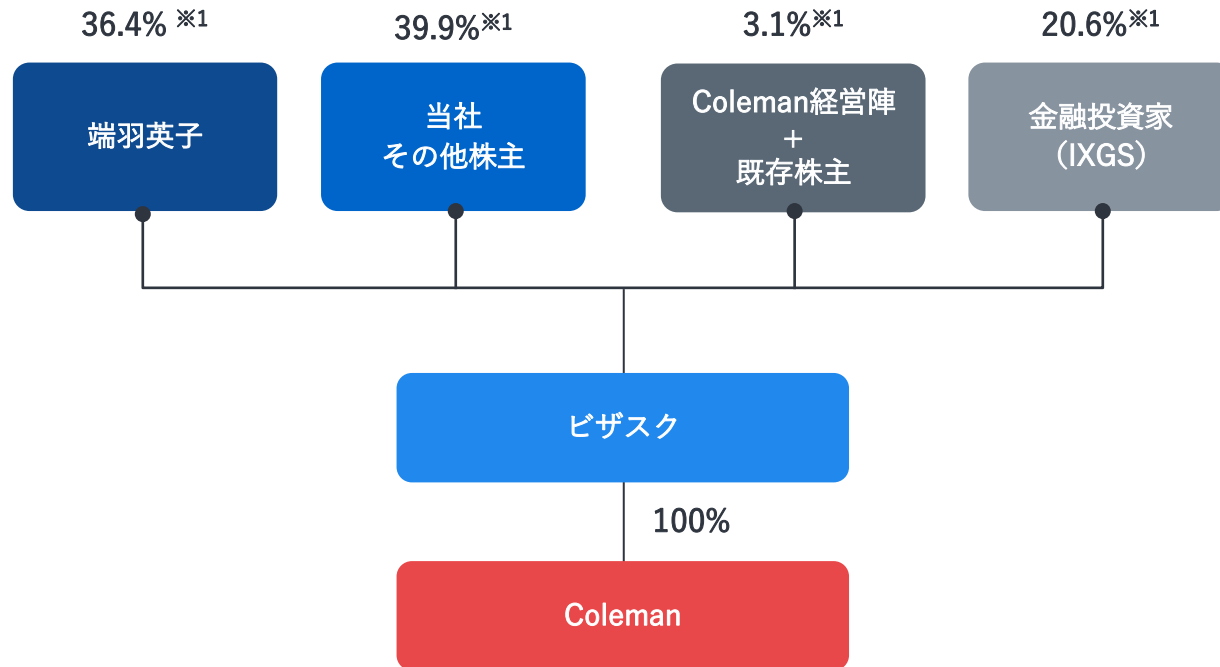 36.4% ※1
39.9%※1
3.1%※1
20.6%※1
端羽英子
当社
その他株主
Coleman経営陣
+
既存株主
金融投資家
（IXGS）
ビザスク
100%
Coleman